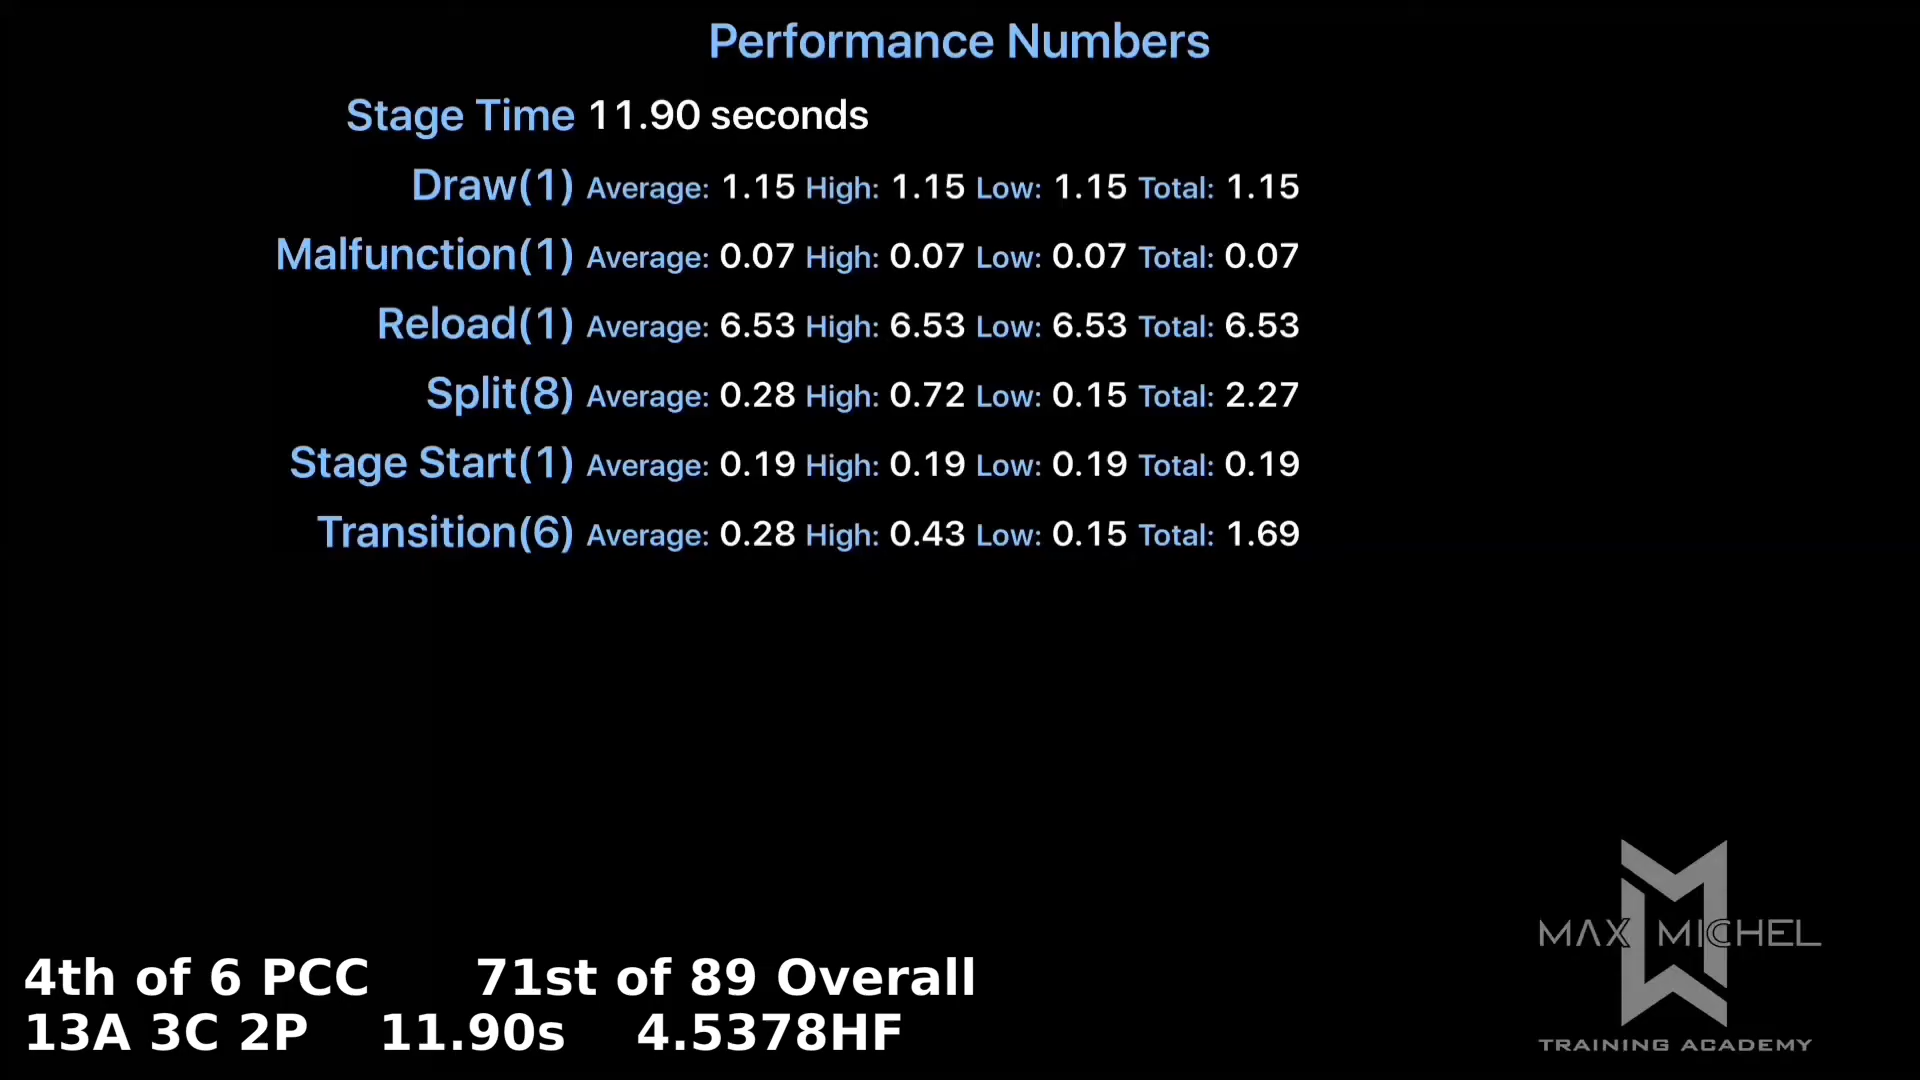 Performance Numbers
Stage Time 11.90 seconds
Draw(1) Average: 1.15 High: 1.15 Low: 1.15 Total: 1.15
Malfunction(1) Average: 0.07 High: 0.07 Low: 0.07 Total: 0.07
Reload(1) Average: 6.53 High: 6.53 Low: 6.53 Total: 6.53
Split(8) Average: 0.28 High: 0.72 Low: 0.15 Total: 2.27
Stage Start(1) Average: 0.19 High: 0.19 Low: 0.19 Total: 0.19
Transition(6) Average: 0.28 High: 0.43 Low: 0.15 Total: 1.69
4th of 6 PCC 71st of 89 Overall
13A 3C 2P 11.90s 4.5378HF
MAX MICHEL
TRAINING ACADEMY